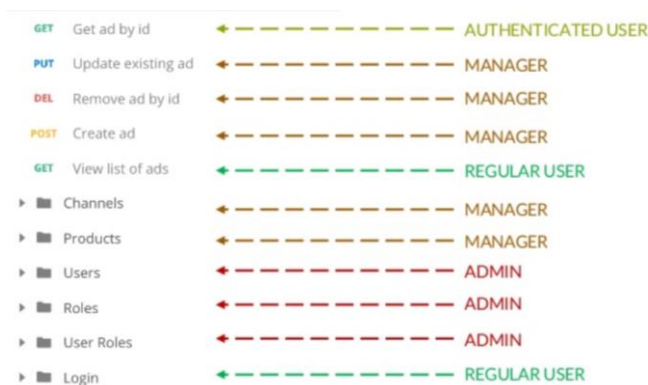 GET Get ad by id AUTHENTICATED USER
PUT Update existing ad MANAGER
DEL Remove ad by id MANAGER
POST Create ad MANAGER
GET View list of ads REGULAR USER
Channels MANAGER
Products MANAGER
Users ADMIN
Roles ADMIN
User Roles ADMIN
Login REGULAR USER